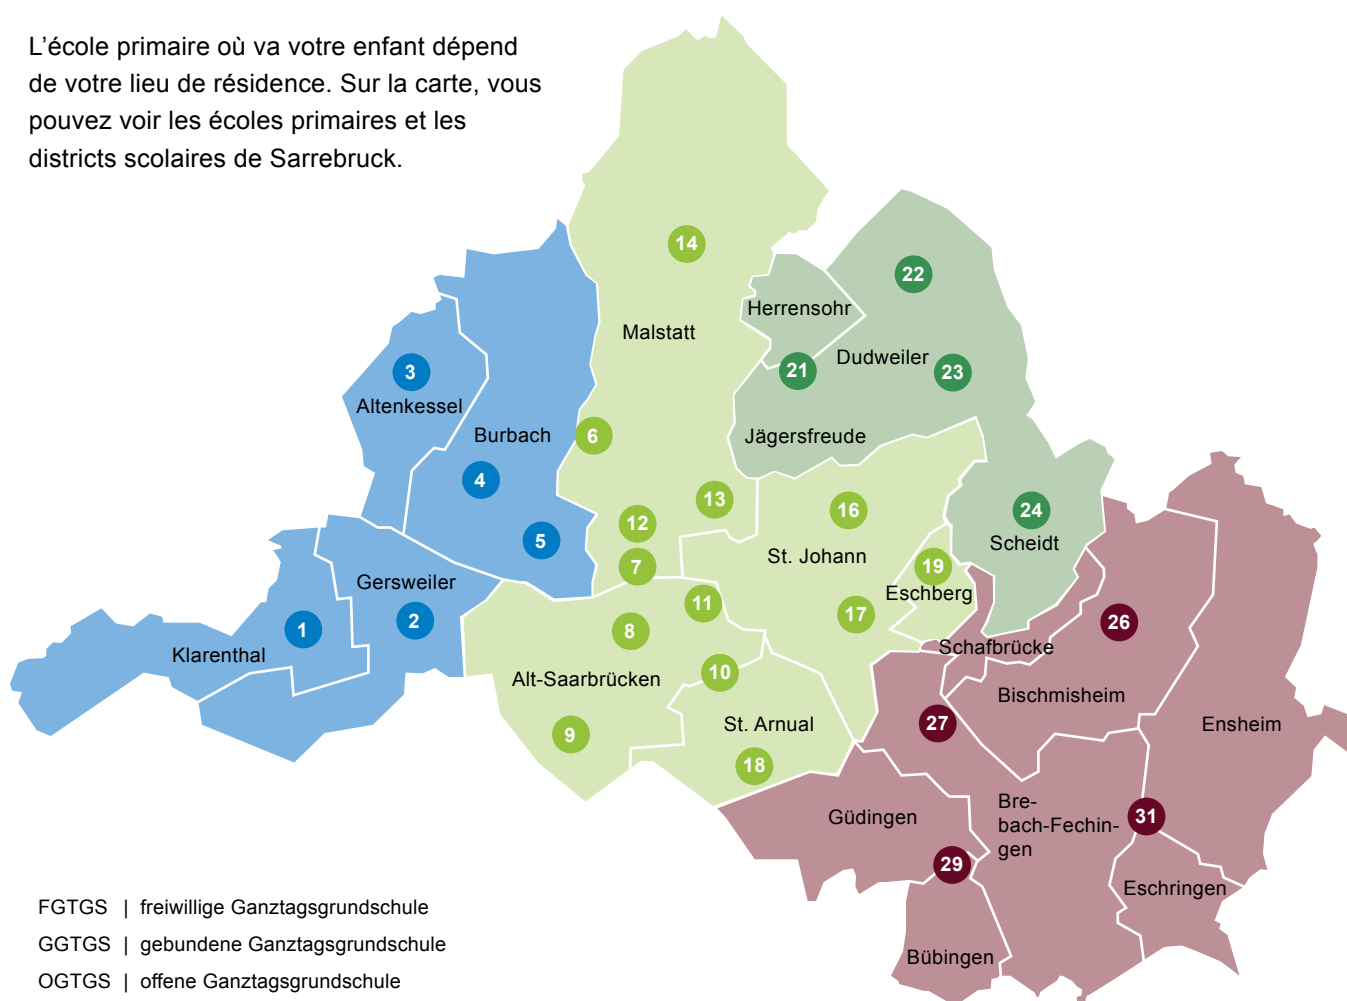 L'école primaire où va votre enfant dépend
de votre lieu de résidence. Sur la carte, vous
pouvez voir les écoles primaires et les
districts scolaires de Sarrebruck.
14
22
Herrensohr
Malstatt
Dudweiler
21
23
3
Altenkessel
Burbach
6
Jägersfreude
4
13
16
24
12
5
Scheidt
St. Johann
7
19
Gersweiler
Eschberg
11
17
26
1
2
8
Klarenthal
Schafbrücke
10
Alt-Saarbrücken
Bischmisheim
St. Arnual
27
Ensheim
9
18
Bre-
bach-Fechin-
gen
Güdingen
31
29
Eschringen
Bübingen
FGTGS | freiwillige Ganztagsgrundschule
GGTGS | gebundene Ganztagsgrundschule
OGTGS | offene Ganztagsgrundschule